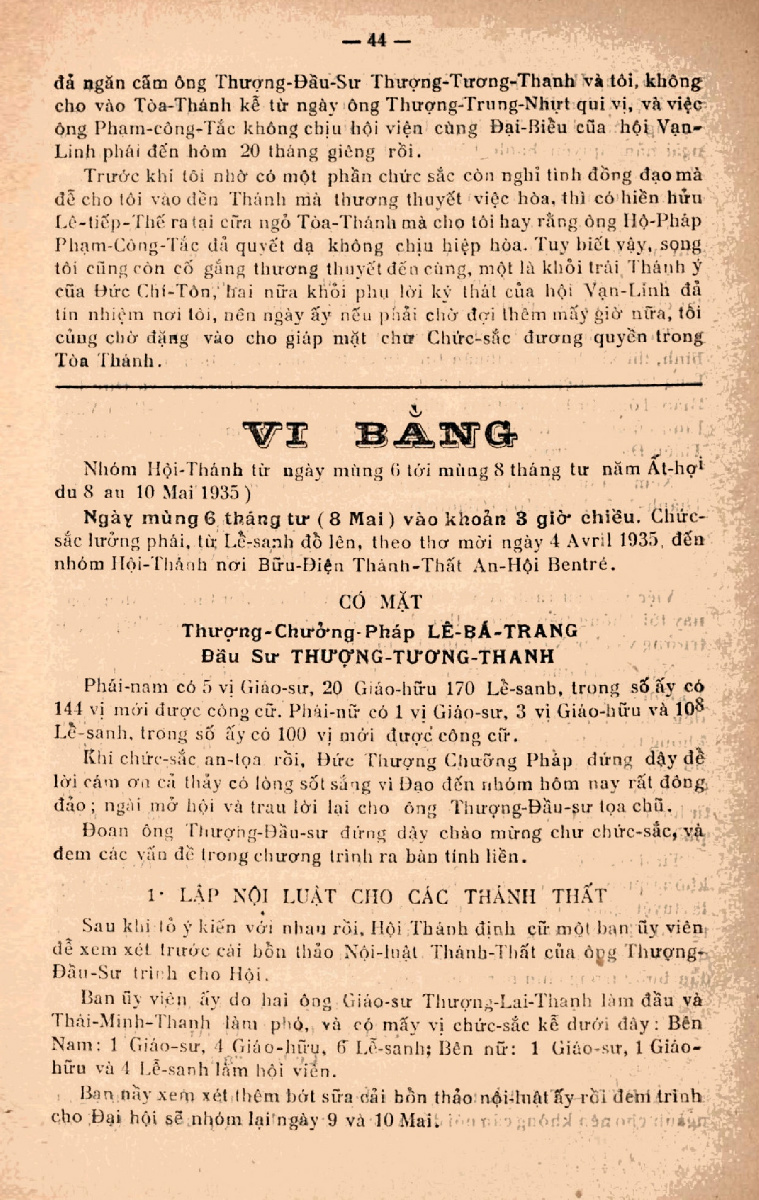 — 44 —
đả ngăn cấm ông Thượng-Đầu-Sư Thượng-Tương-Thanh và tôi, không
cho vào Tòa-Thánh kễ từ ngày ông Thượng-Trung-Nhựt qui vị, và việc
ông Phạm-công-Tắc không chịu hội viện cùng Đại-Biểu cũa hội Vạn-
Linh phái đến hôm 20 tháng giêng rồi.
Trước khi tôi nhờ có một phần chức sắc còn nghỉ tình đồng đạo mà
đễ cho tôi vào đền Thánh mà thương thuyết việc hòa, thì có hiền hửu
Lê-tiếp-Thế ra tại cữa ngỏ Tòa-Thánh mà cho tôi hay rằng ông Hộ-Pháp
Phạm-Công-Tắc đả quyết dạ không chịu hiệp hòa. Tuy biết vậy, song
tôi cũng còn cố gắng thương thuyết đến cùng, một là khỏi trái Thánh ý
cũa Đức Chí-Tôn, hai nữa khỏi phụ lời ký thát của hội Vạn-Linh đả
tín nhiệm nơi tôi, nên ngày ấy nếu phải chờ đợi thêm mấy giờ nữa, tôi
củng chờ đặng vào cho giáp mặt chư Chức-sắc đương quyền trong
Tòa Thánh.
VI BẰNG
Nhóm Hội-Thánh từ ngày mùng 6 tới mùng 8 tháng tư năm Ất-hợi
du 8 au 10 Mai 1935 )
Ngày mùng 6 tháng tư ( 8 Mai ) vào khoản 3 giờ chiều. Chức-
sắc lưởng phái, từ Lễ-sanh đồ lên, theo thơ mời ngày 4 Avril 1935, đến
nhóm Hội-Thánh nơi Bữu-Điện Thánh-Thất An-Hội Bentré.
CÓ MẶT
Thượng-Chưởng-Pháp LÊ-BÁ-TRANG
Đầu Sư THƯỢNG-TƯƠNG-THANH
Phái-nam có 5 vị Giáo-sư, 20 Giáo-hữu 170 Lễ-sanh, trong số ấy có
144 vị mới được công cữ. Phái-nữ có 1 vị Giáo-sư, 3 vị Giáo-hữu và 108
Lễ-sanh, trong số ấy có 100 vị mới được công cữ.
Khi chức-sắc an-tọa rồi, Đức Thượng Chưỡng Pháp đứng dậy đề
lời cám ơn cả thảy có lòng sốt sắng vì Đạo đến nhóm hôm nay rất đông
đảo ; ngài mở hội và trau lời lại cho ông Thượng-Đầu-sư tọa chũ.
Đoạn ông Thượng-Đầu-sư đứng dậy chào mừng chư chức-sắc, và
đem các vấn đề trong chương trình ra bàn tính liền.
1· LẬP NỘI LUẬT CHO CÁC THÁNH THẤT
Sau khi tỏ ý kiến với nhau rồi, Hội Thánh định cữ một ban ũy viên
đễ xem xét trước cái bồn thảo Nội-luật Thánh-Thất của ông Thượng-
Đầu-Sư trình cho Hội.
Ban ũy viên ấy do hai ông Giáo-sư Thượng-Lai-Thanh làm đầu và
Thái-Minh-Thanh làm phó, và có mấy vị chức-sắc kễ dưới đây : Bên
Nam: 1 Giáo-sư, 4 Giáo-hữu, 6 Lễ-sanh; Bên nữ: 1 Giáo-sư, 1 Giáo-
hữu và 4 Lễ-sanh làm hội viên.
Ban nầy xem xét thêm bớt sữa cải bồn thảo nội-luật ấy rồi đem trình
cho Đại hội sẽ nhóm lại ngày 9 và 10 Mai.